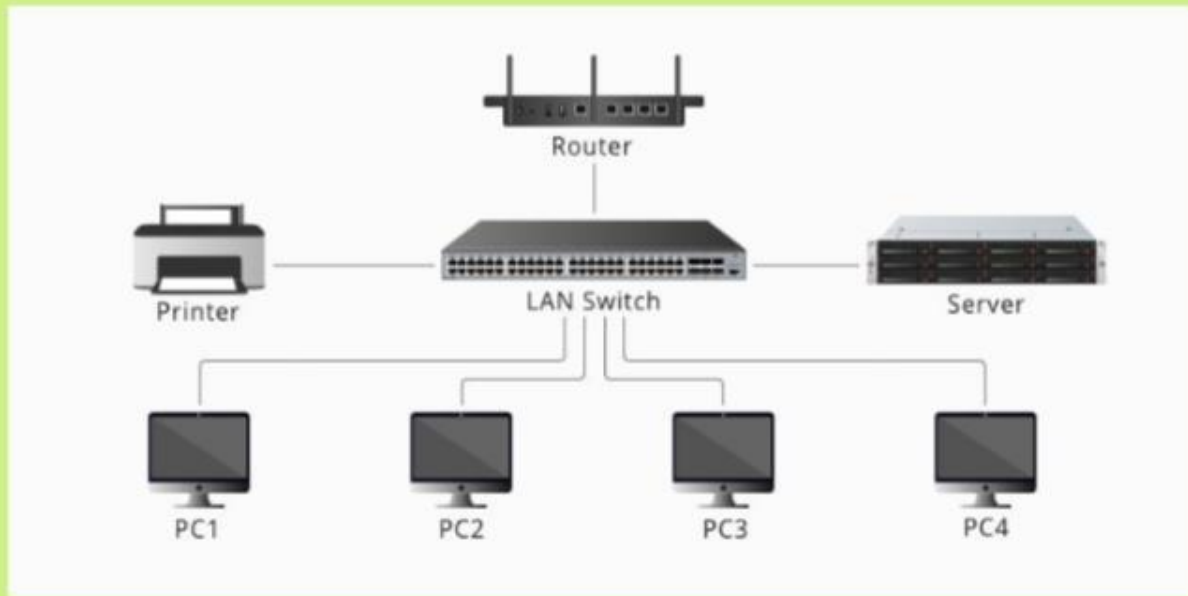 Router
Printer
LAN Switch
Server
PC1
PC2
PC3
PC4